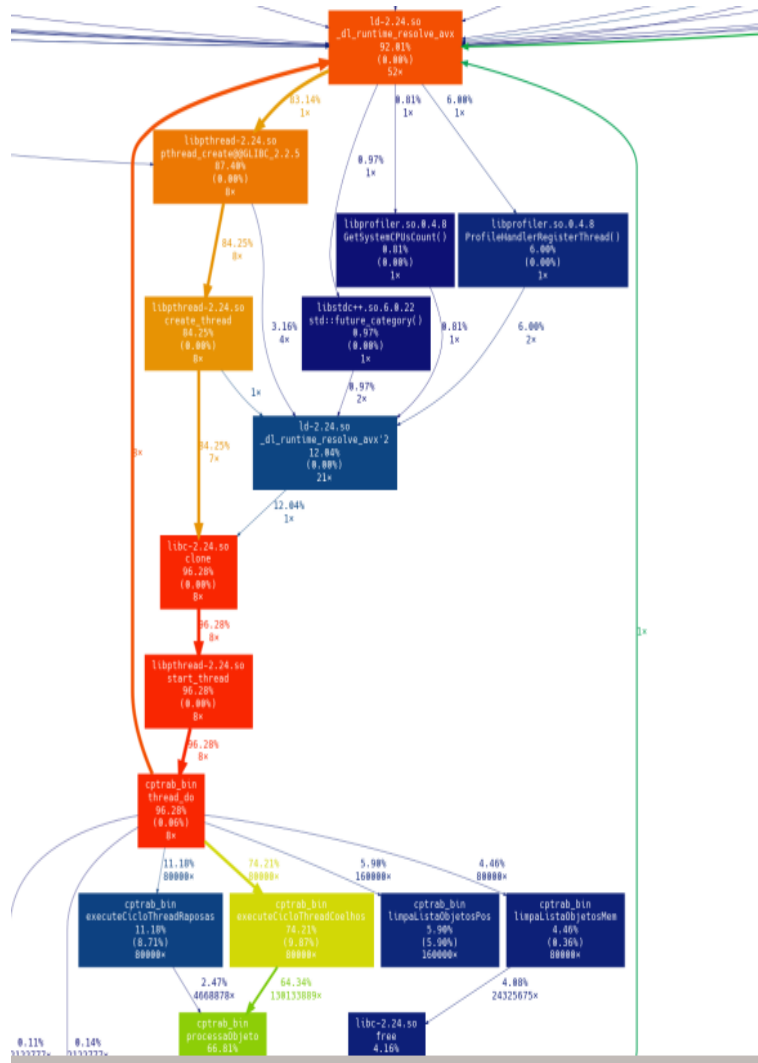 ld-2.24.so
_dl_runtime_resolve_avx
92.01%
(0.00%)
52×
83.14%
1×
0.81%
1×
6.00%
1×
libpthread-2.24.so
pthread_create@@GLIBC_2.2.5
87.40%
(0.00%)
8×
0.97%
1×
libprofiler.so.0.4.8
GetSystemCPUsCount()
0.81%
(0.00%)
1×
libprofiler.so.0.4.8
ProfileHandlerRegisterThread()
6.00%
(0.00%)
1×
84.25%
8×
libpthread-2.24.so
create_thread
84.25%
(0.00%)
8×
3.16%
4×
libstdc++.so.6.0.22
std::future_category()
0.97%
(0.00%)
1×
0.81%
1×
6.00%
2×
1×
0.97%
2×
84.25%
7×
ld-2.24.so
_dl_runtime_resolve_avx'2
12.04%
(0.00%)
21×
12.04%
1×
libc-2.24.so
clone
96.28%
(0.00%)
8×
96.28%
8×
1×
libpthread-2.24.so
start_thread
96.28%
(0.00%)
8×
96.28%
8×
cptrab_bin
thread_do
96.28%
(0.06%)
8×
11.18%
80000×
74.21%
80000×
5.90%
160000×
4.46%
80000×
cptrab_bin
executeCicloThreadRaposas
11.18%
(8.71%)
80000×
cptrab_bin
executeCicloThreadCoelhos
74.21%
(9.87%)
80000×
cptrab_bin
limpaListaObjetosPos
5.90%
(5.90%)
160000×
cptrab_bin
limpaListaObjetosMem
4.46%
(0.36%)
80000×
2.47%
4668878×
64.34%
130133889×
4.08%
24325675×
cptrab_bin
processaObjeto
66.81%
libc-2.24.so
free
4.16%
0.11%
0.14%